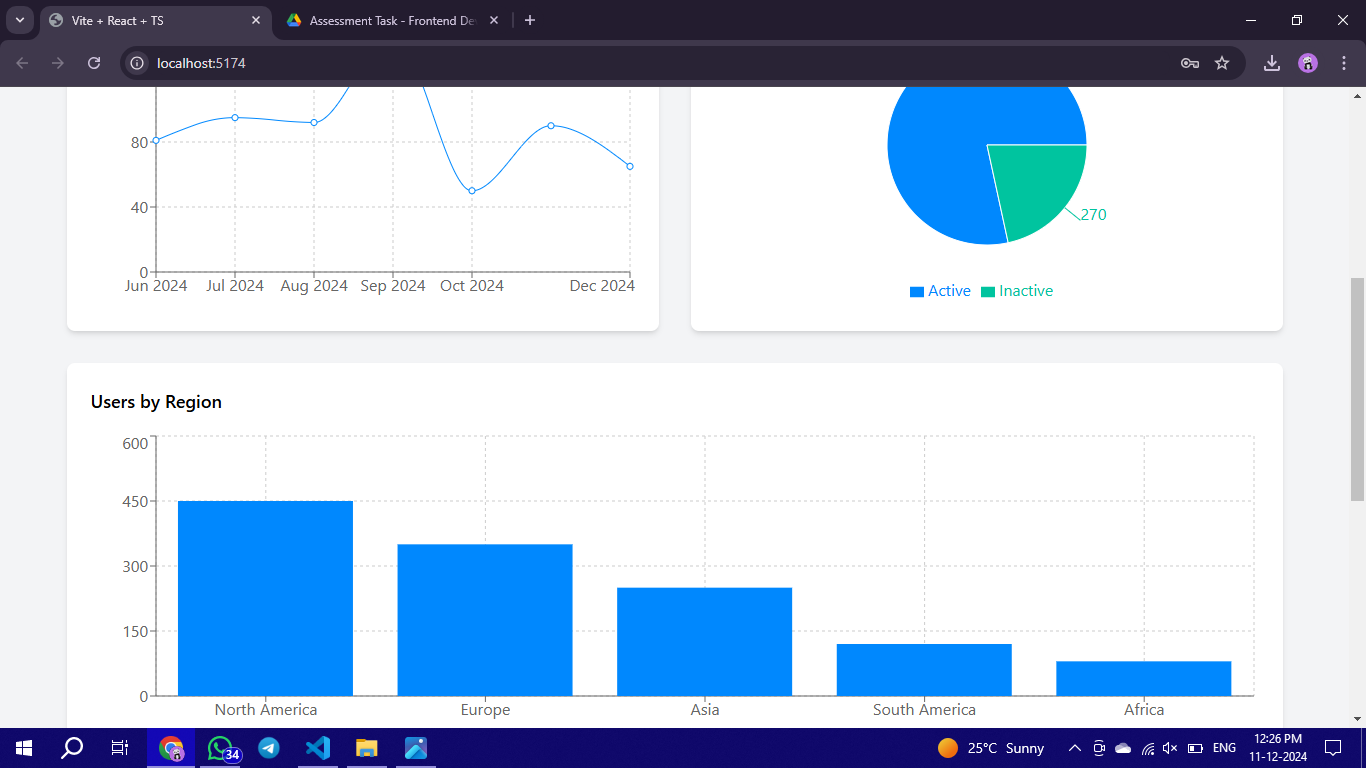 Vite + React + TS
Assessment Task - Frontend De
localhost:5174
80
40
0
Jun 2024 Jul 2024 Aug 2024 Sep 2024 Oct 2024 Dec 2024
270
Active Inactive
Users by Region
600
450
300
150
0
North America Europe Asia South America Africa
34
25°C Sunny
ENG
12:26 PM
11-12-2024